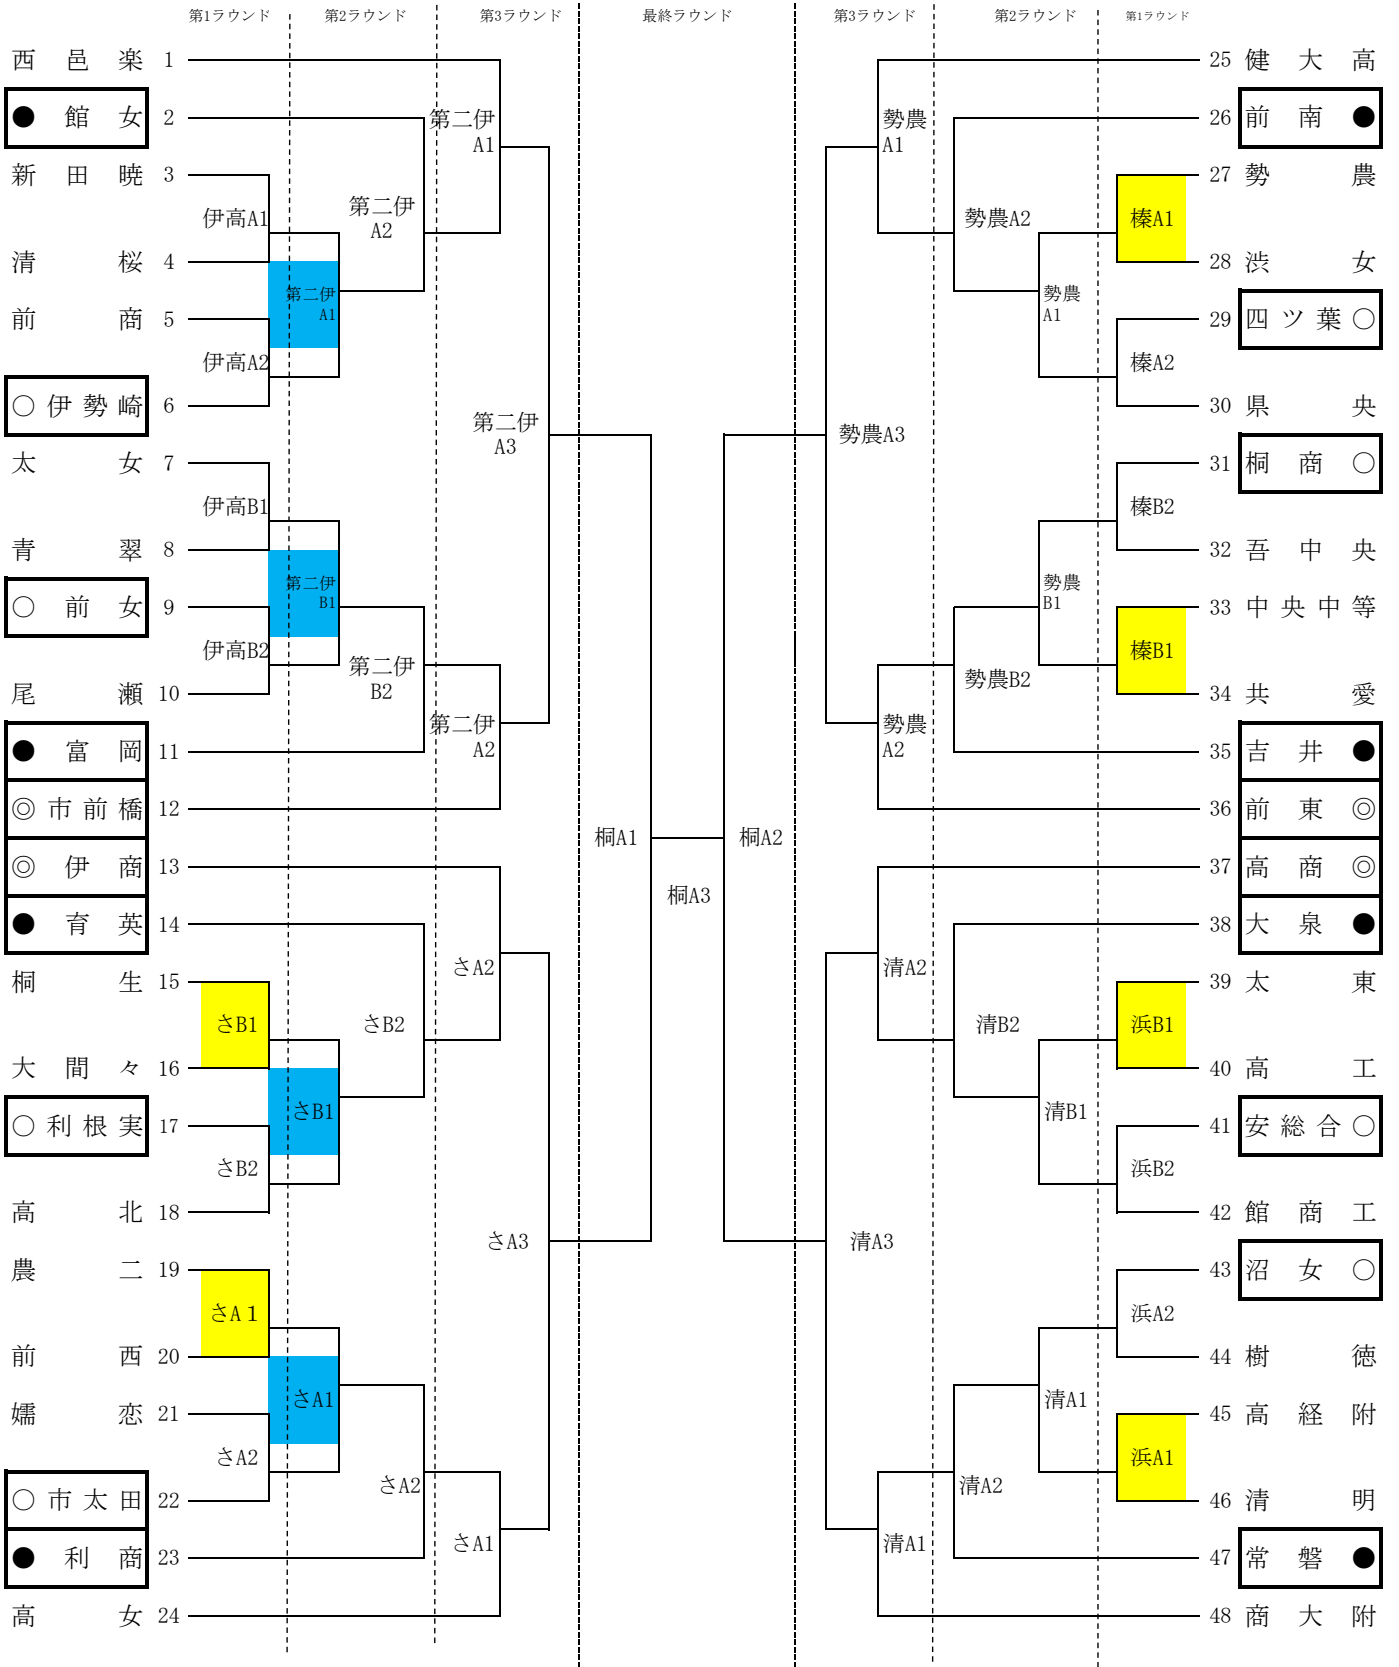 第1ラウンド 第2ラウンド 第3ラウンド 最終ラウンド 第3ラウンド 第2ラウンド 第1ラウンド
西邑楽 1
● 館女 2
新田暁 3
清桜 4
前商 5
○ 伊勢崎 6
太女 7
青翠 8
○ 前女 9
尾瀬 10
● 富岡 11
◎ 市前橋 12
◎ 伊商 13
● 育英 14
桐生 15
大間々 16
○ 利根実 17
高北 18
農二 19
前西 20
嬬恋 21
○ 市太田 22
● 利商 23
高女 24
伊高A1
伊高A2
伊高B1
伊高B2
さB1
さB2
さA１
さA2
第二伊
A1
第二伊
B1
さB1
さA1
第二伊
A2
第二伊
B2
さB2
さA2
第二伊
A1
第二伊
A2
さA2
さA1
第二伊
A3
さA3
桐A1
桐A3
桐A2
勢農A3
清A3
勢農
A1
勢農
A2
清A2
清A1
勢農A2
勢農B2
清B2
清A2
勢農
A1
勢農
B1
清B1
清A1
榛A1
榛A2
榛B2
榛B1
浜B1
浜B2
浜A2
浜A1
25 健大高
26 前南 ●
27 勢農
28 渋女
29 四ツ葉 ○
30 県央
31 桐商 ○
32 吾中央
33 中央中等
34 共愛
35 吉井 ●
36 前東 ◎
37 高商 ◎
38 大泉 ●
39 太東
40 高工
41 安総合 ○
42 館商工
43 沼女 ○
44 樹徳
45 高経附
46 清明
47 常磐 ●
48 商大附